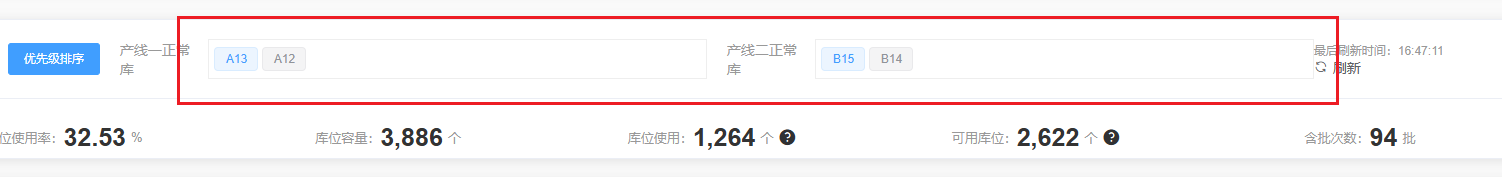 优先级排序 产线一正常库 A13 A12 产线二正常库 B15 B14 最后刷新时间：16:47:11
刷新
位使用率：32.53 % 库位容量：3,886 个 库位使用：1,264 个 可用库位：2,622 个 含批次数：94 批